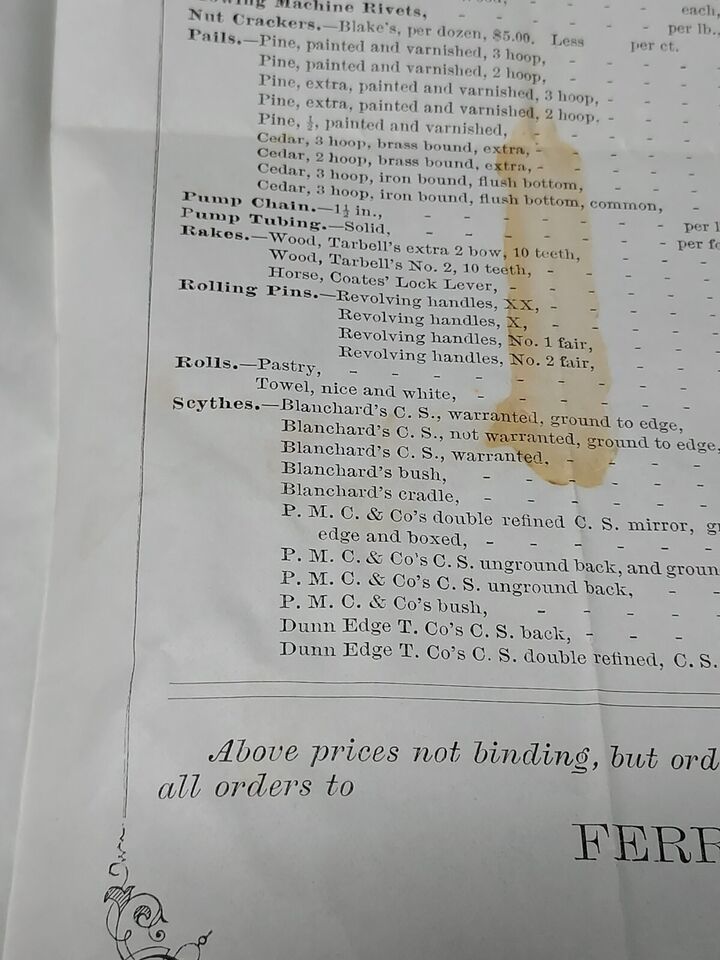 Machine Rivets, - - - - - each,
Nut Crackers.—Blake's, per dozen, $5.00. Less per ct. per lb.,
Pails.—Pine, painted and varnished, 3 hoop, - - -
Pine, painted and varnished, 2 hoop, - - - -
Pine, extra, painted and varnished, 3 hoop, - - -
Pine, extra, painted and varnished, 2 hoop, - - -
Pine, ½, painted and varnished, - - - -
Cedar, 3 hoop, brass bound, extra, - - - -
Cedar, 2 hoop, brass bound, extra, - - - -
Cedar, 3 hoop, iron bound, flush bottom, - - -
Cedar, 3 hoop, iron bound, flush bottom, common, -
Pump Chain.—1½ in., - - - - - - per
Pump Tubing.—Solid, - - - - - - per
Rakes.—Wood, Tarbell's extra 2 bow, 10 teeth, - - -
Wood, Tarbell's No. 2, 10 teeth, - - - -
Horse, Coates' Lock Lever, - - - - -
Rolling Pins.—Revolving handles, XX, - - - -
Revolving handles, X, - - - -
Revolving handles, No. 1 fair, - - -
Revolving handles, No. 2 fair, - - -
Rolls.—Pastry, - - - - - - - -
Towel, nice and white, - - - - - -
Scythes.—Blanchard's C. S., warranted, ground to edge,
Blanchard's C. S., not warranted, ground to edge,
Blanchard's C. S., warranted, - - - -
Blanchard's bush, - - - - - -
Blanchard's cradle, - - - - - -
P. M. C. & Co's double refined C. S. mirror,
edge and boxed, - - - - - -
P. M. C. & Co's C. S. unground back, and groun
P. M. C. & Co's C. S. unground back, - -
P. M. C. & Co's bush, - - - -
Dunn Edge T. Co's C. S. back, - - - -
Dunn Edge T. Co's C. S. double refined, C. S.
Above prices not binding, but ord
all orders to
FERR